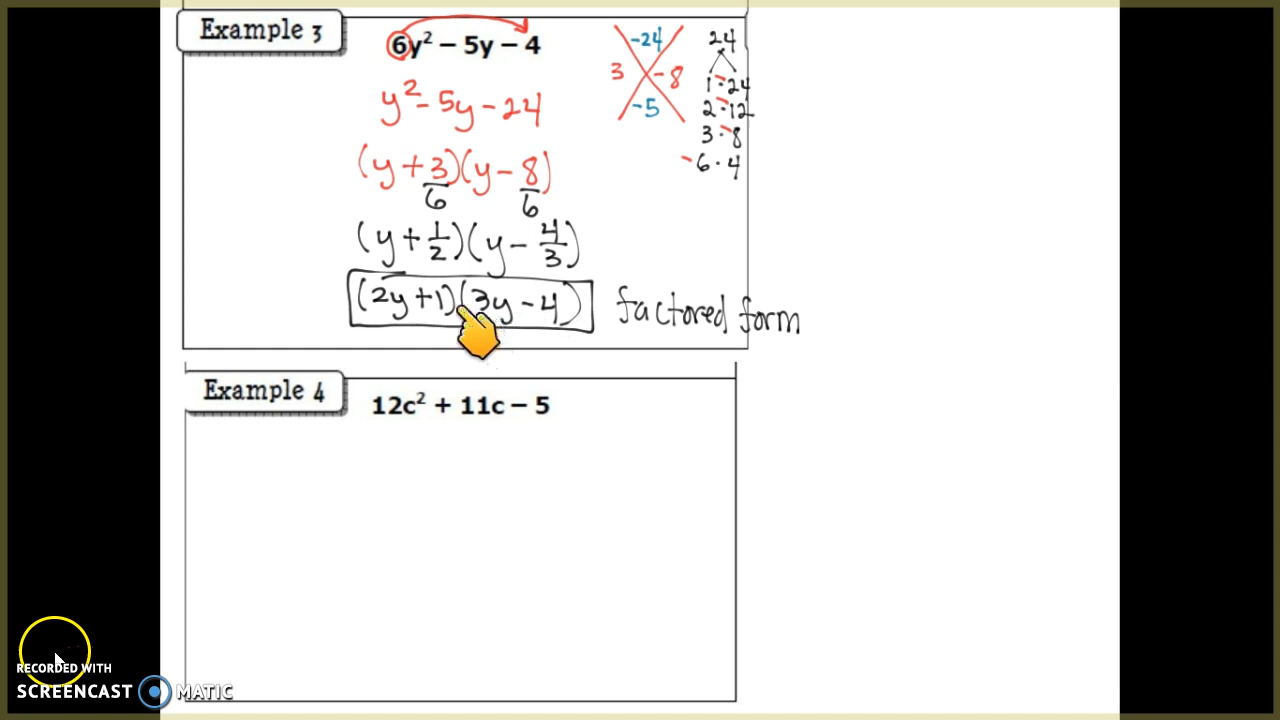 Example 3
6y² – 5y – 4
y² - 5y - 24
(y + 3/6)(y - 8/6)
(y + 1/2)(y - 4/3)
(2y + 1)(3y - 4) factored form
-24
3 -8
-5
24
1 · -24
2 · -12
3 · -8
-6 · 4
Example 4
12c² + 11c – 5
RECORDED WITH
SCREENCAST MATIC